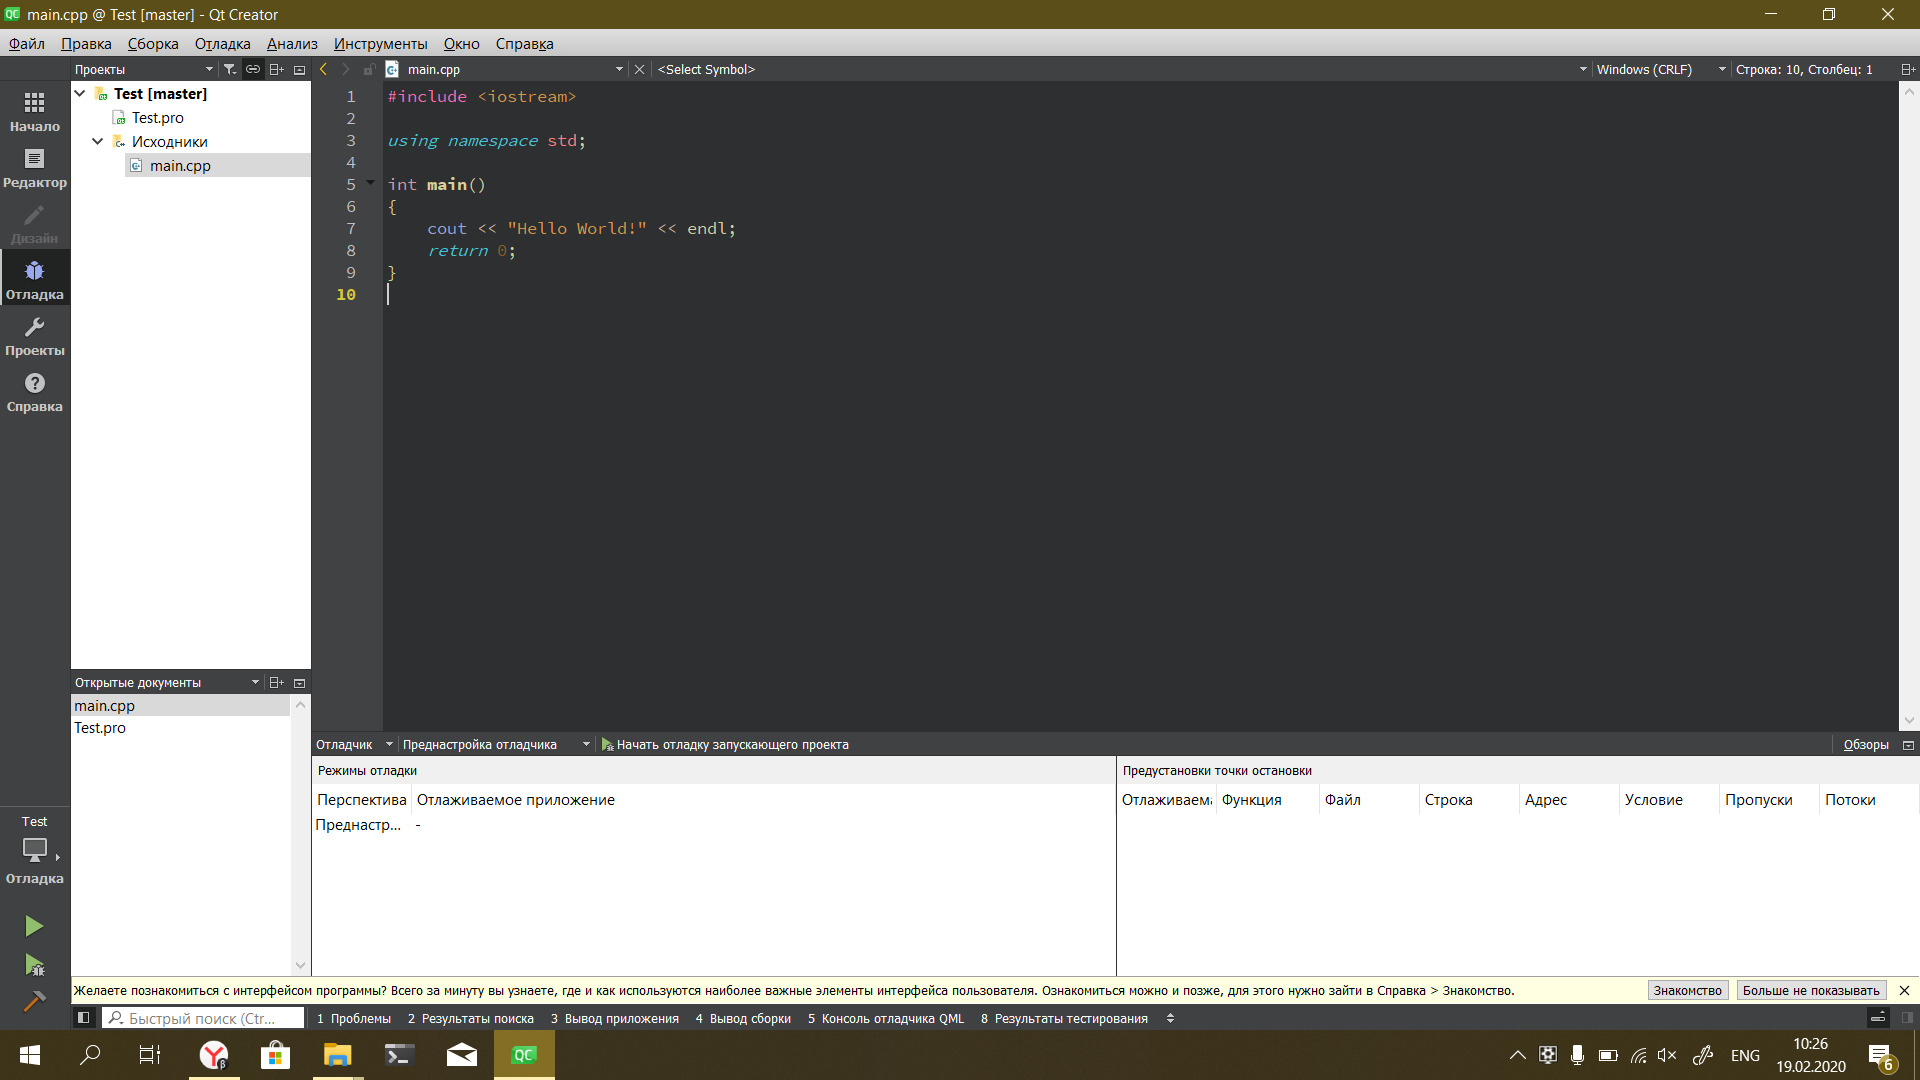 main.cpp @ Test [master] - Qt Creator
Файл Правка Сборка Отладка Анализ Инструменты Окно Справка
Проекты
main.cpp
<Select Symbol>
Windows (CRLF)
Строка: 10, Столбец: 1
Начало
Редактор
Дизайн
Отладка
Проекты
Справка
Test [master]
Test.pro
Исходники
main.cpp
1 #include <iostream>
2
3 using namespace std;
4
5 int main()
6 {
7 cout << "Hello World!" << endl;
8 return 0;
9 }
10
Открытые документы
main.cpp
Test.pro
Отладчик Преднастройка отладчика Начать отладку запускающего проекта Обзоры
Режимы отладки
Перспектива Отлаживаемое приложение
Преднастр... -
Предустановки точки остановки
Отлаживаема Функция Файл Строка Адрес Условие Пропуски Потоки
Test
Отладка
Желаете познакомиться с интерфейсом программы? Всего за минуту вы узнаете, где и как используются наиболее важные элементы интерфейса пользователя. Ознакомиться можно и позже, для этого нужно зайти в Справка > Знакомство.
Знакомство
Больше не показывать
Быстрый поиск (Ctr...
1 Проблемы 2 Результаты поиска 3 Вывод приложения 4 Вывод сборки 5 Консоль отладчика QML 8 Результаты тестирования
QC
ENG
10:26
19.02.2020
6